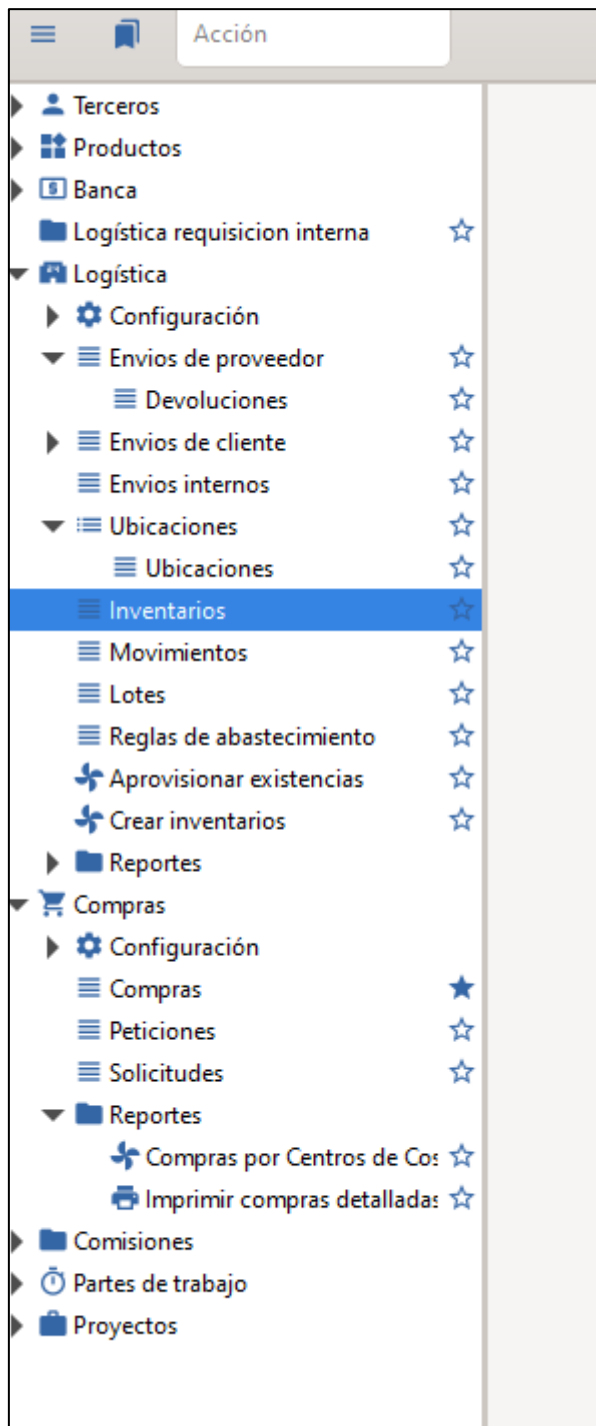 Acción
Terceros
Productos
Banca
Logística requisicion interna
Logística
Configuración
Envios de proveedor
Devoluciones
Envios de cliente
Envios internos
Ubicaciones
Ubicaciones
Inventarios
Movimientos
Lotes
Reglas de abastecimiento
Aprovisionar existencias
Crear inventarios
Reportes
Compras
Configuración
Compras
Peticiones
Solicitudes
Reportes
Compras por Centros de Cos
Imprimir compras detalladas
Comisiones
Partes de trabajo
Proyectos